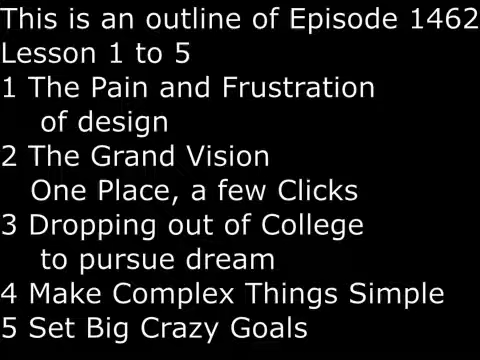 This is an outline of Episode 1462
Lesson 1 to 5
1 The Pain and Frustration
of design
2 The Grand Vision
One Place, a few Clicks
3 Dropping out of College
to pursue dream
4 Make Complex Things Simple
5 Set Big Crazy Goals